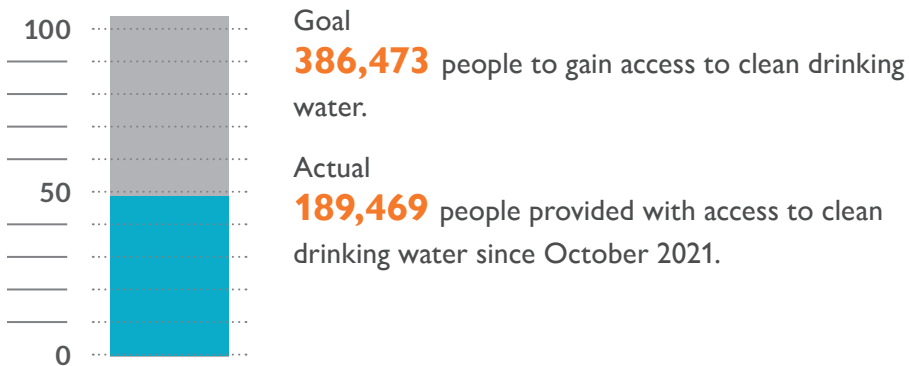 100
50
0
Goal
386,473 people to gain access to clean drinking
water.
Actual
189,469 people provided with access to clean
drinking water since October 2021.